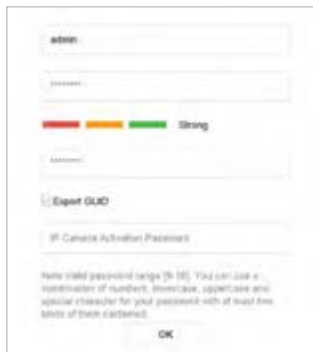 admin
********
Strong
********
Export GUID
IP Camera Activation Password
Note:Valid password range [8-16]. You can use a
combination of numbers, lowercase, uppercase and
special character for your password with at least two
kinds of them contained.
OK